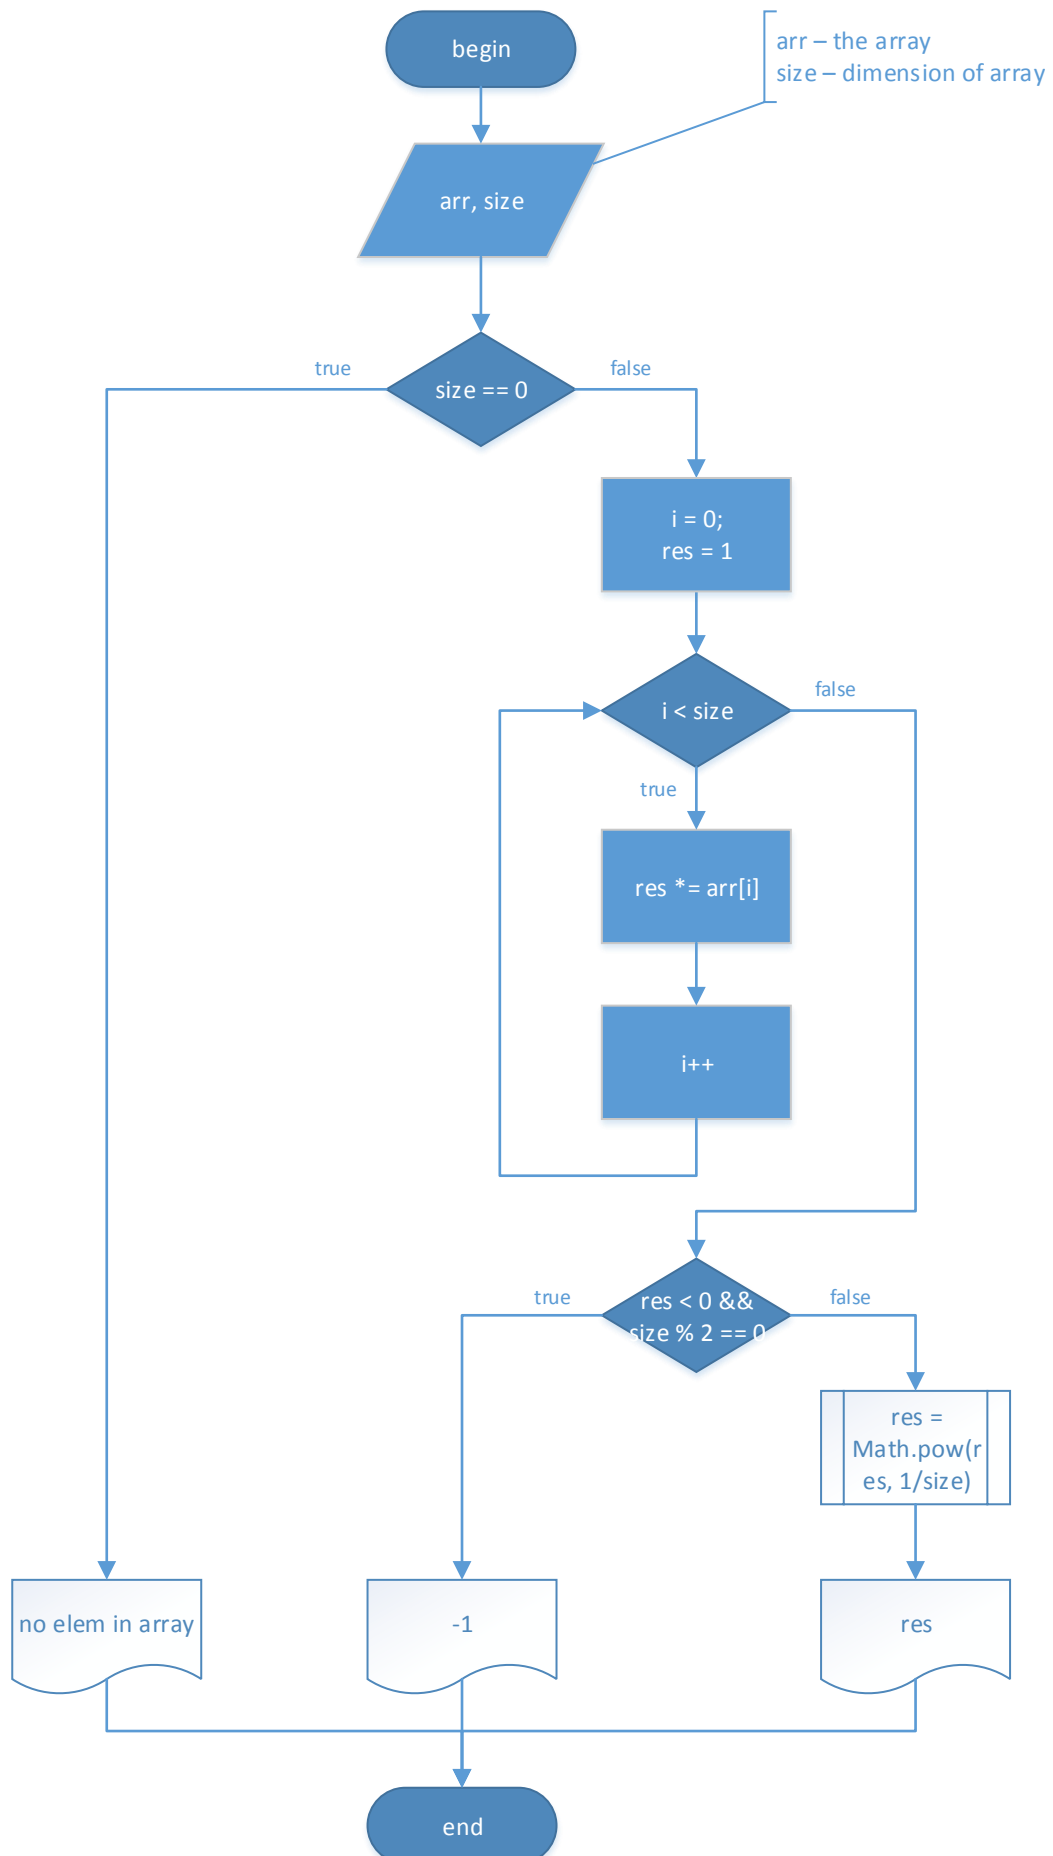 begin
arr – the array
size – dimension of array
arr, size
true
false
size == 0
i = 0;
res = 1
false
i < size
true
res *= arr[i]
i++
true
false
res < 0 &&
size % 2 == 0
res =
Math.pow(r
es, 1/size)
no elem in array
-1
res
end